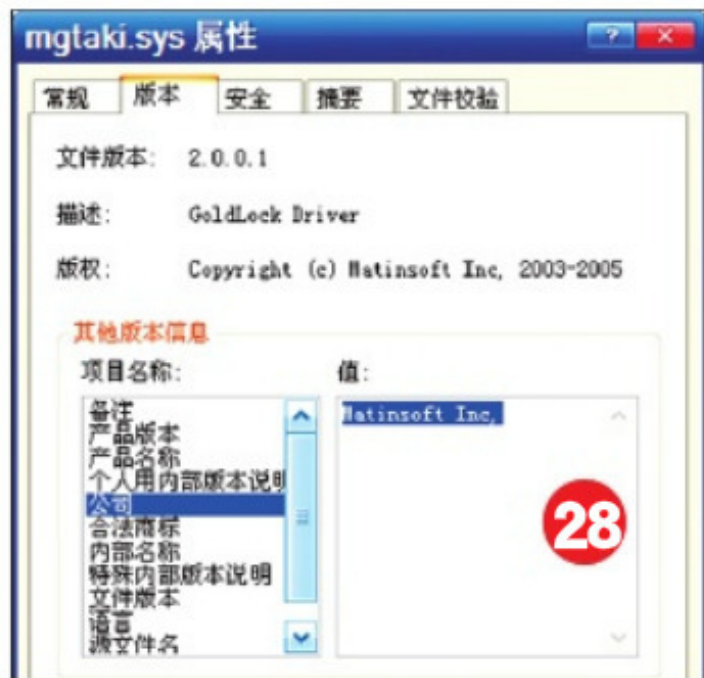 mgtaki.sys 属性
常规 版本 安全 摘要 文件校验
文件版本: 2.0.0.1
描述: GoldLock Driver
版权: Copyright (c) Hatinsoft Inc, 2003-2005
其他版本信息
项目名称: 值:
备注
产品版本
产品名称
个人用内部版本说明
公司
合法商标
内部名称
特殊内部版本说明
文件版本
语言
源文件名
Hatinsoft Inc,
28